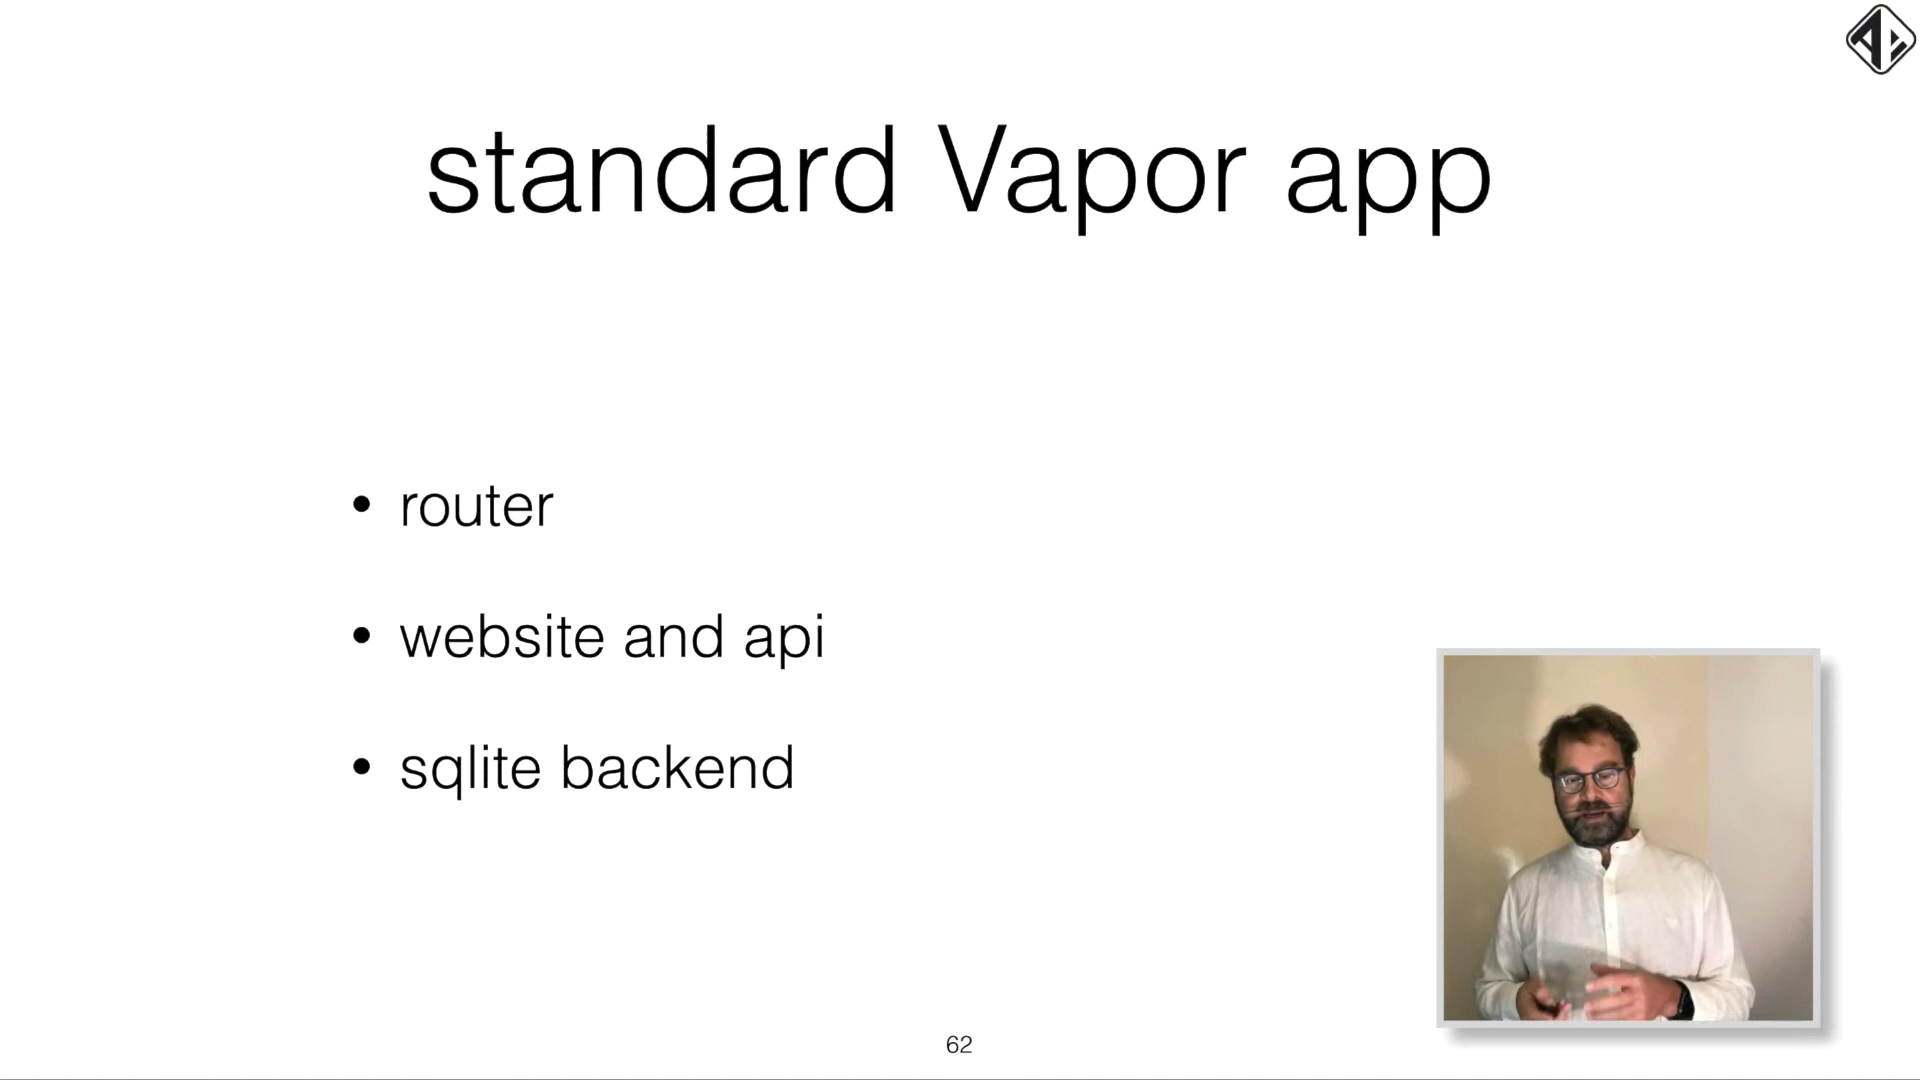 standard Vapor app
• router
• website and api
• sqlite backend
62